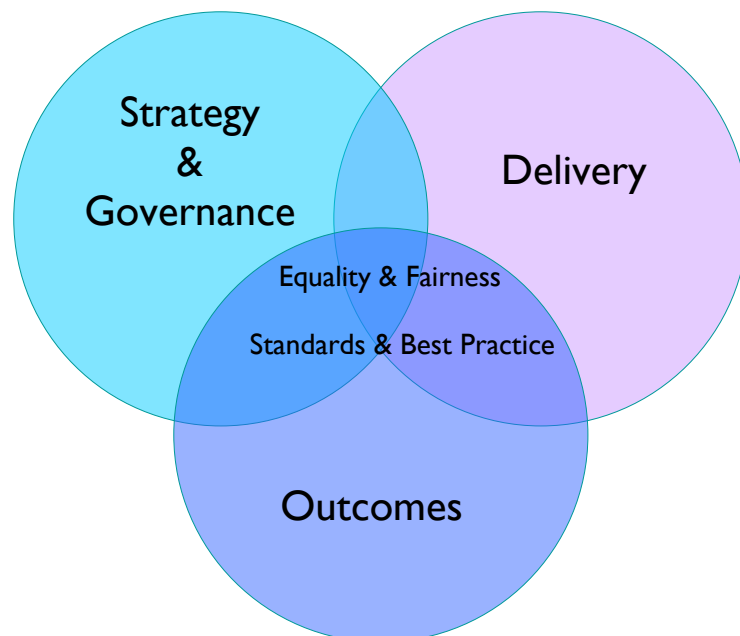 Strategy
&
Governance
Delivery
Equality & Fairness
Standards & Best Practice
Outcomes